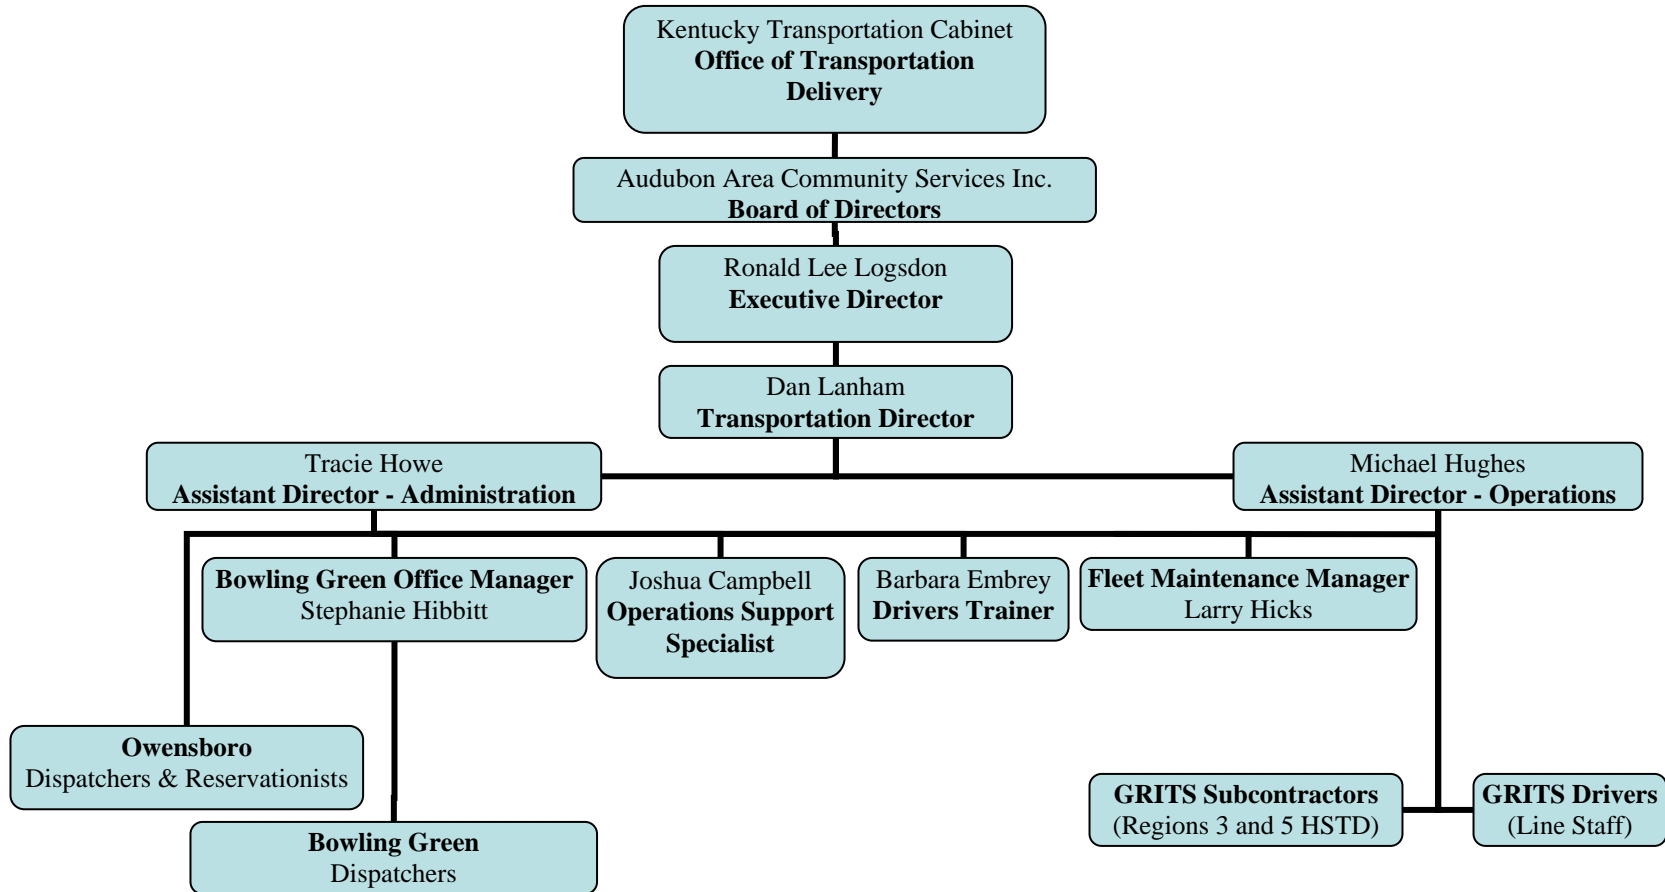 Kentucky Transportation Cabinet
Office of Transportation
Delivery
Audubon Area Community Services Inc.
Board of Directors
Ronald Lee Logsdon
Executive Director
Dan Lanham
Transportation Director
Tracie Howe
Assistant Director - Administration
Michael Hughes
Assistant Director - Operations
Bowling Green Office Manager
Stephanie Hibbitt
Joshua Campbell
Operations Support
Specialist
Barbara Embrey
Drivers Trainer
Fleet Maintenance Manager
Larry Hicks
Owensboro
Dispatchers & Reservationists
Bowling Green
Dispatchers
GRITS Subcontractors
(Regions 3 and 5 HSTD)
GRITS Drivers
(Line Staff)